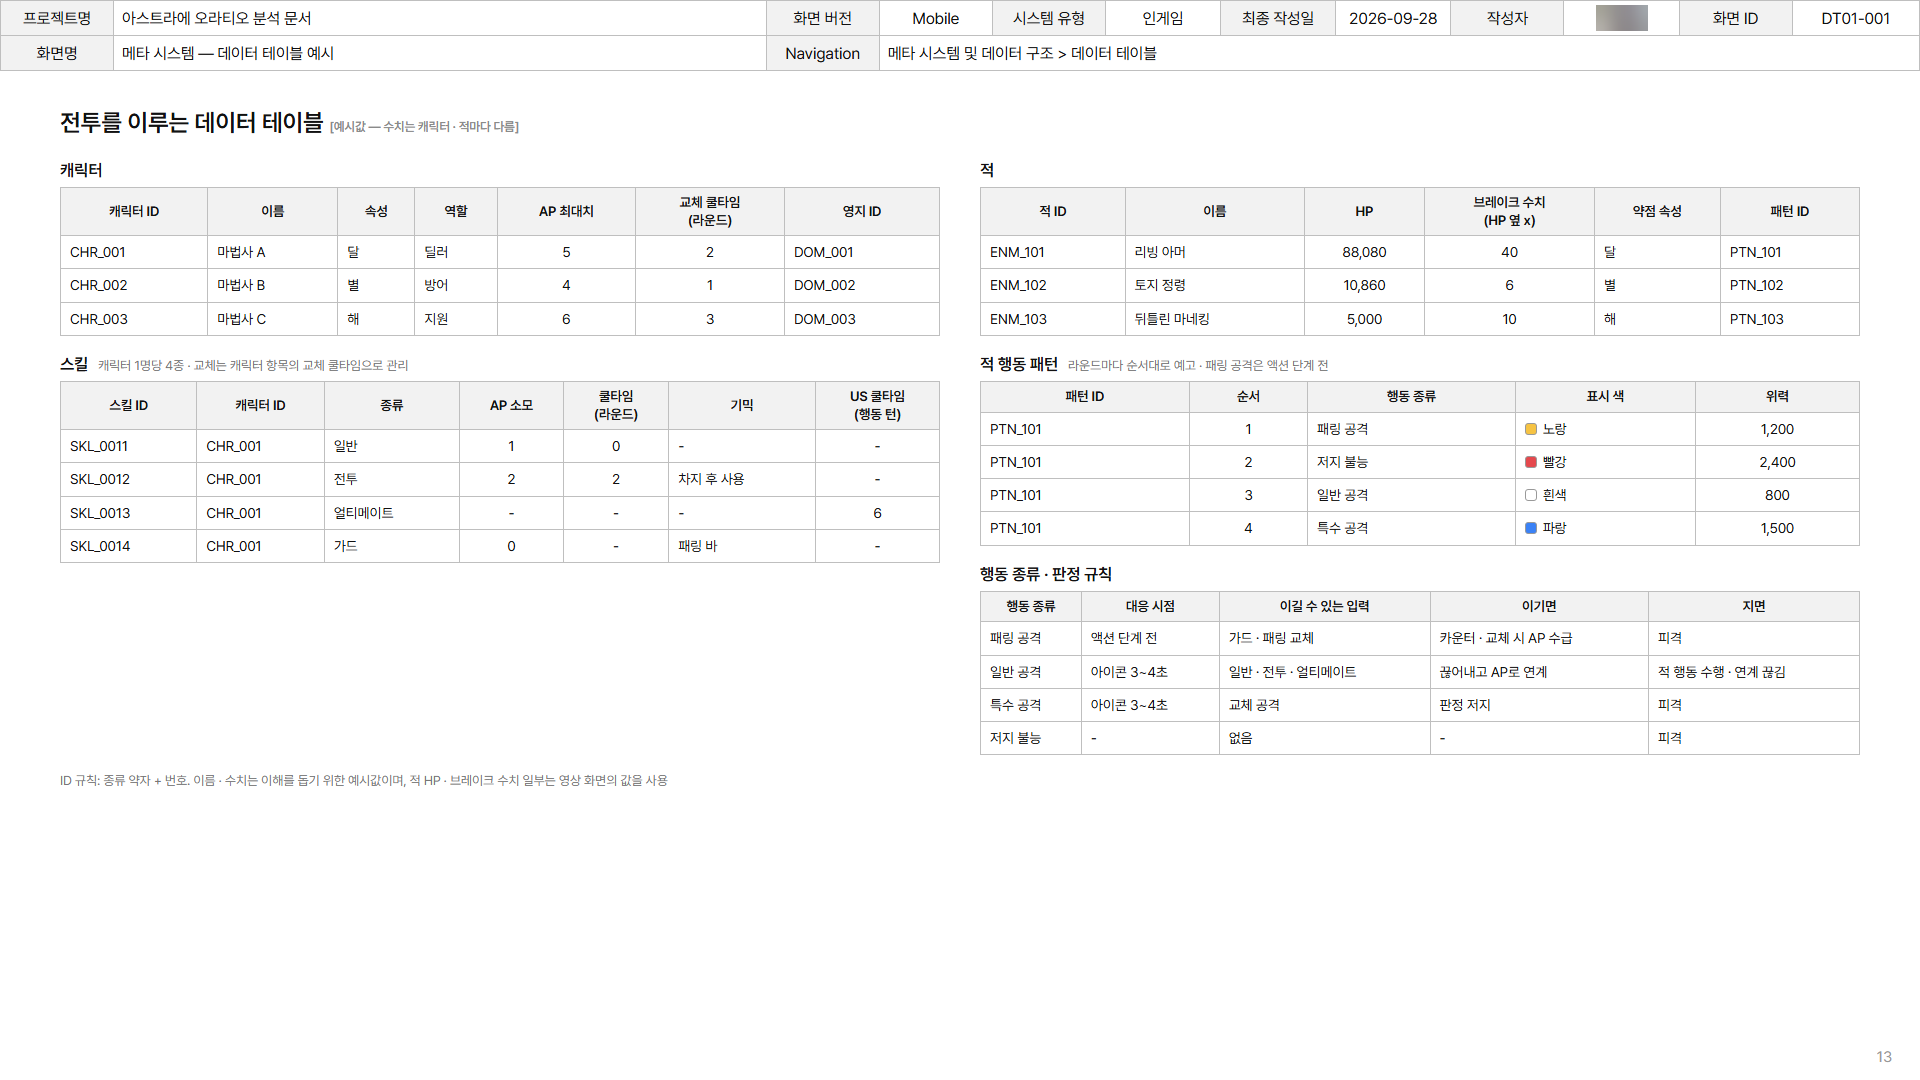 프로젝트명 아스트라에 오라티오 분석 문서 화면 버전 Mobile 시스템 유형 인게임 최종 작성일 2026-09-28 작성자 화면 ID DT01-001
화면명 메타 시스템 — 데이터 테이블 예시 Navigation 메타 시스템 및 데이터 구조 > 데이터 테이블
전투를 이루는 데이터 테이블 [예시값 — 수치는 캐릭터 · 적마다 다름]
캐릭터
캐릭터 ID 이름 속성 역할 AP 최대치 교체 쿨타임 (라운드) 영지 ID
CHR_001 마법사 A 달 딜러 5 2 DOM_001
CHR_002 마법사 B 별 방어 4 1 DOM_002
CHR_003 마법사 C 해 지원 6 3 DOM_003
스킬 캐릭터 1명당 4종 · 교체는 캐릭터 항목의 교체 쿨타임으로 관리
스킬 ID 캐릭터 ID 종류 AP 소모 쿨타임 (라운드) 기믹 US 쿨타임 (행동 턴)
SKL_0011 CHR_001 일반 1 0 - -
SKL_0012 CHR_001 전투 2 2 차지 후 사용 -
SKL_0013 CHR_001 얼티메이트 - - - 6
SKL_0014 CHR_001 가드 0 - 패링 바 -
적
적 ID 이름 HP 브레이크 수치 (HP 옆 x) 약점 속성 패턴 ID
ENM_101 리빙 아머 88,080 40 달 PTN_101
ENM_102 토지 정령 10,860 6 별 PTN_102
ENM_103 뒤틀린 마네킹 5,000 10 해 PTN_103
적 행동 패턴 라운드마다 순서대로 예고 · 패링 공격은 액션 단계 전
패턴 ID 순서 행동 종류 표시 색 위력
PTN_101 1 패링 공격 노랑 1,200
PTN_101 2 저지 불능 빨강 2,400
PTN_101 3 일반 공격 흰색 800
PTN_101 4 특수 공격 파랑 1,500
행동 종류 · 판정 규칙
행동 종류 대응 시점 이길 수 있는 입력 이기면 지면
패링 공격 액션 단계 전 가드 · 패링 교체 카운터 · 교체 시 AP 수급 피격
일반 공격 아이콘 3~4초 일반 · 전투 · 얼티메이트 끊어내고 AP로 연계 적 행동 수행 · 연계 끊김
특수 공격 아이콘 3~4초 교체 공격 판정 저지 피격
저지 불능 - 없음 - 피격
ID 규칙: 종류 약자 + 번호. 이름 · 수치는 이해를 돕기 위한 예시값이며, 적 HP · 브레이크 수치 일부는 영상 화면의 값을 사용
13